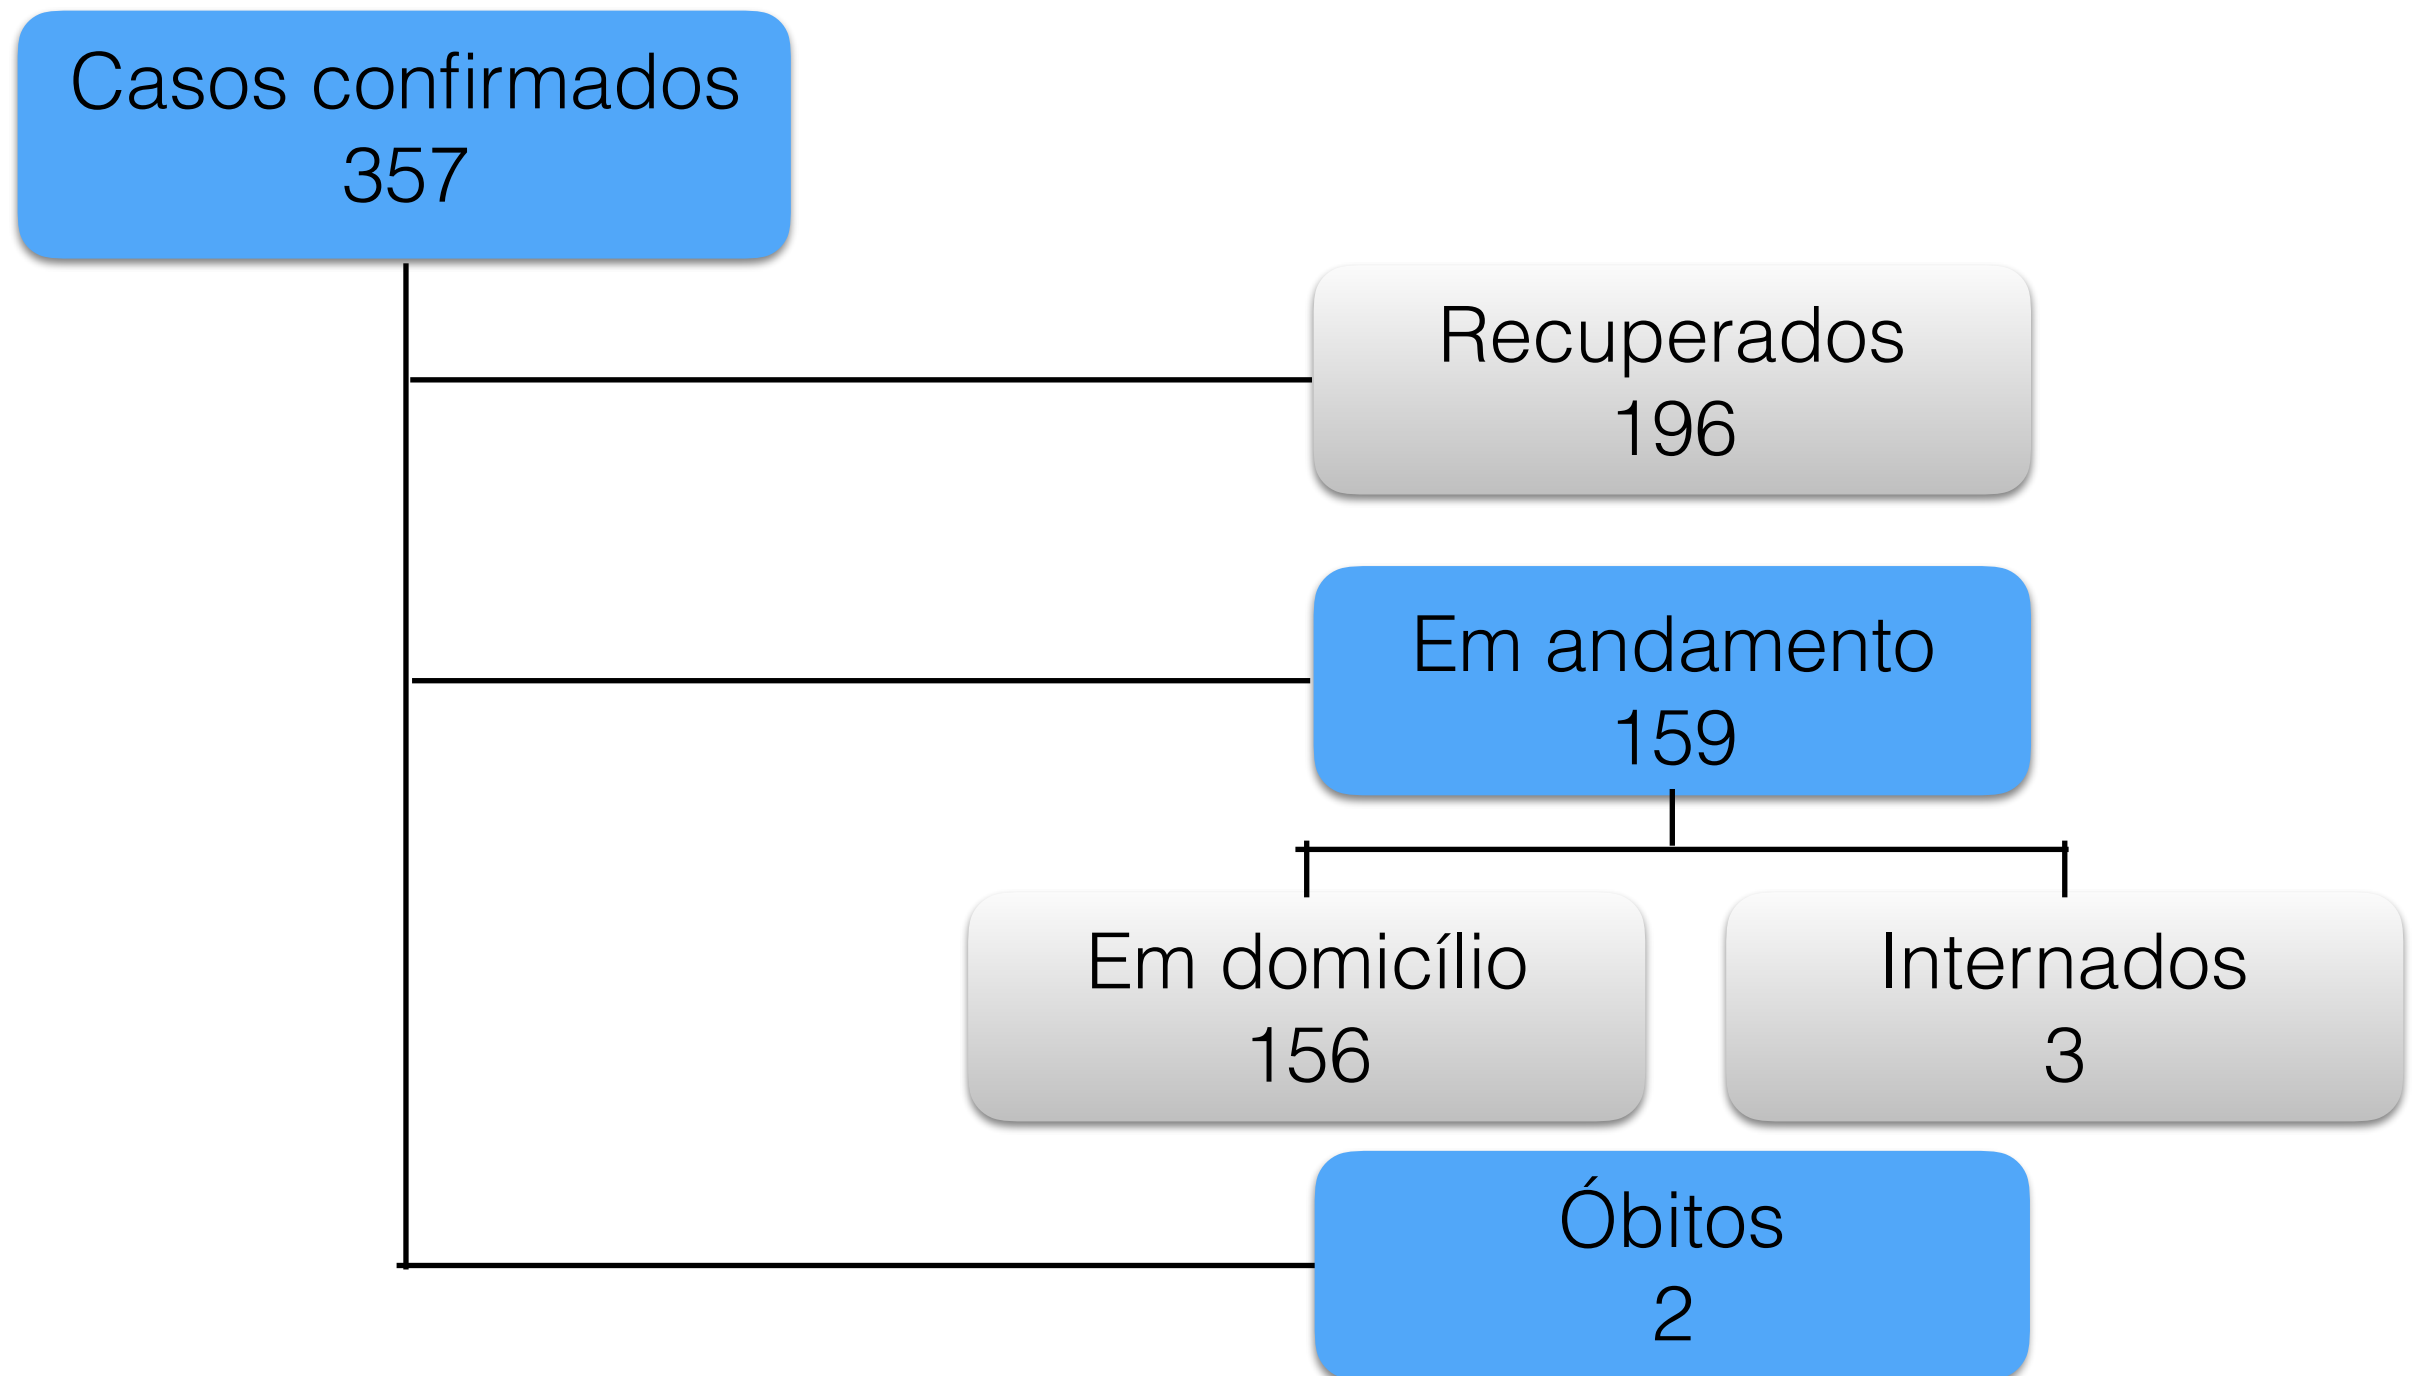 Casos confirmados
357
Recuperados
196
Em andamento
159
Em domicílio
156
Internados
3
Óbitos
2